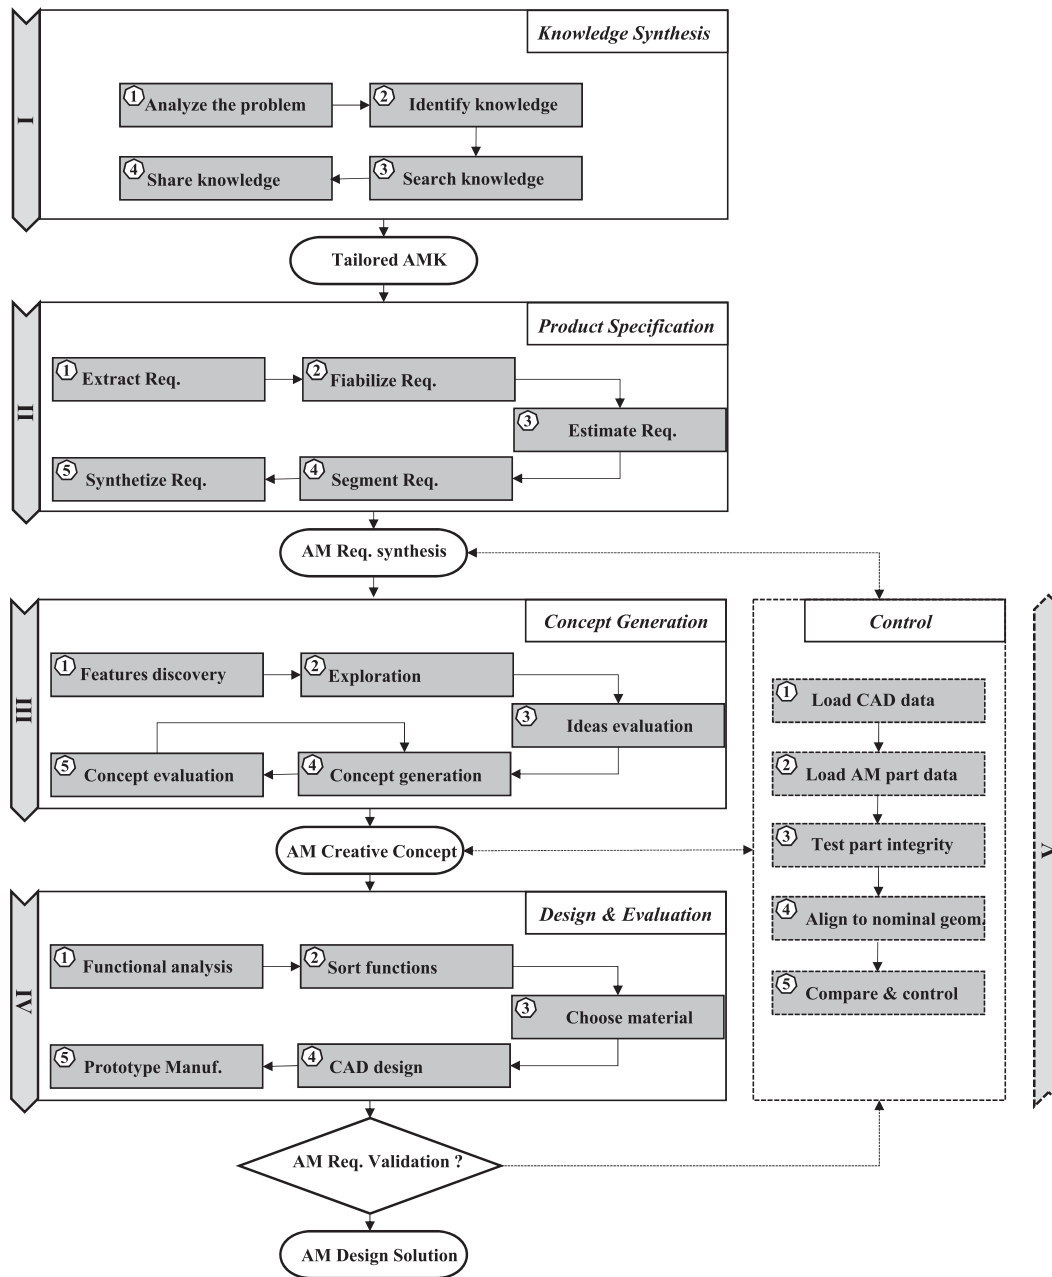 I
Knowledge Synthesis
1 Analyze the problem
2 Identify knowledge
4 Share knowledge
3 Search knowledge
Tailored AMK
II
Product Specification
1 Extract Req.
2 Fiabilize Req.
3 Estimate Req.
5 Synthetize Req.
4 Segment Req.
AM Req. synthesis
III
Concept Generation
1 Features discovery
2 Exploration
3 Ideas evaluation
5 Concept evaluation
4 Concept generation
AM Creative Concept
Control
1 Load CAD data
2 Load AM part data
3 Test part integrity
4 Align to nominal geom.
5 Compare & control
IV
Design & Evaluation
1 Functional analysis
2 Sort functions
3 Choose material
5 Prototype Manuf.
4 CAD design
AM Req. Validation ?
AM Design Solution